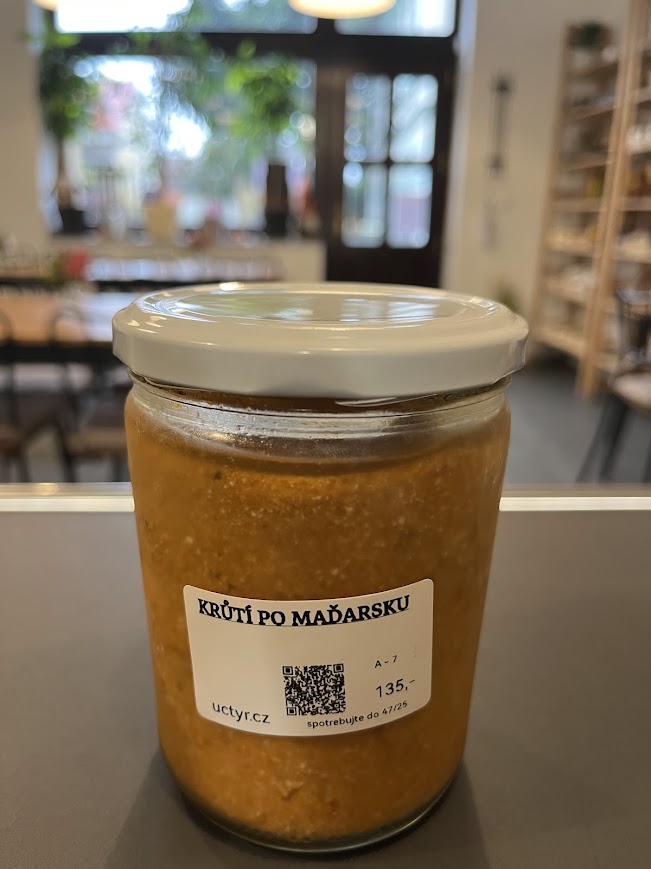 KRŮTÍ PO MAĎARSKU
A-7
135,-
uctyr.cz
spotrebujte do 47/25